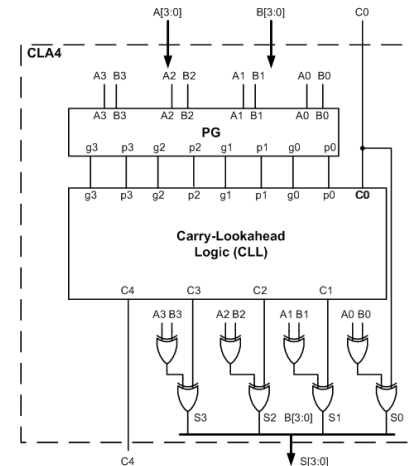 A[3:0] B[3:0] C0
CLA4
A3 B3 A2 B2 A1 B1 A0 B0
A3 B3 A2 B2 A1 B1 A0 B0
PG
g3 p3 g2 p2 g1 p1 g0 p0
g3 p3 g2 p2 g1 p1 g0 p0 C0
Carry-Lookahead
Logic (CLL)
C4 C3 C2 C1
A3 B3 A2 B2 A1 B1 A0 B0
S3 S2 B[3:0] S1 S0
C4 S[3:0]